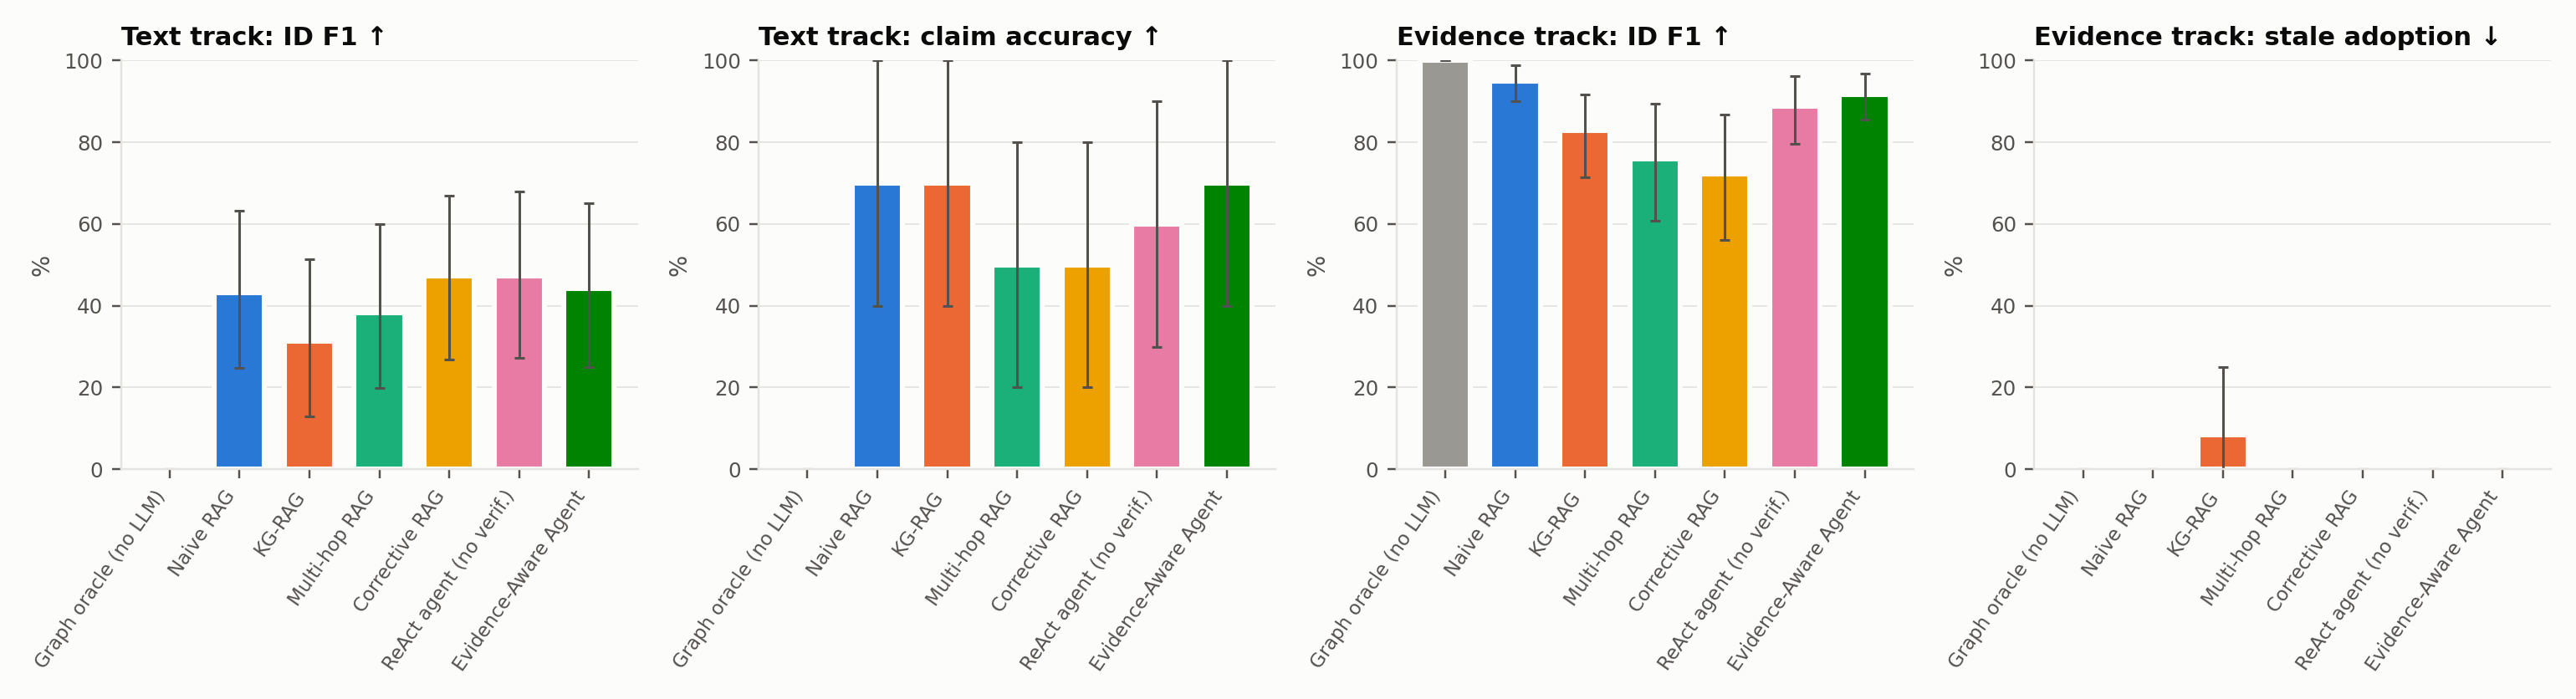 Text track: ID F1 ↑
%
100
80
60
40
20
0
Graph oracle (no LLM)
Naive RAG
KG-RAG
Multi-hop RAG
Corrective RAG
ReAct agent (no verif.)
Evidence-Aware Agent
Text track: claim accuracy ↑
%
100
80
60
40
20
0
Graph oracle (no LLM)
Naive RAG
KG-RAG
Multi-hop RAG
Corrective RAG
ReAct agent (no verif.)
Evidence-Aware Agent
Evidence track: ID F1 ↑
%
100
80
60
40
20
0
Graph oracle (no LLM)
Naive RAG
KG-RAG
Multi-hop RAG
Corrective RAG
ReAct agent (no verif.)
Evidence-Aware Agent
Evidence track: stale adoption ↓
%
100
80
60
40
20
0
Graph oracle (no LLM)
Naive RAG
KG-RAG
Multi-hop RAG
Corrective RAG
ReAct agent (no verif.)
Evidence-Aware Agent